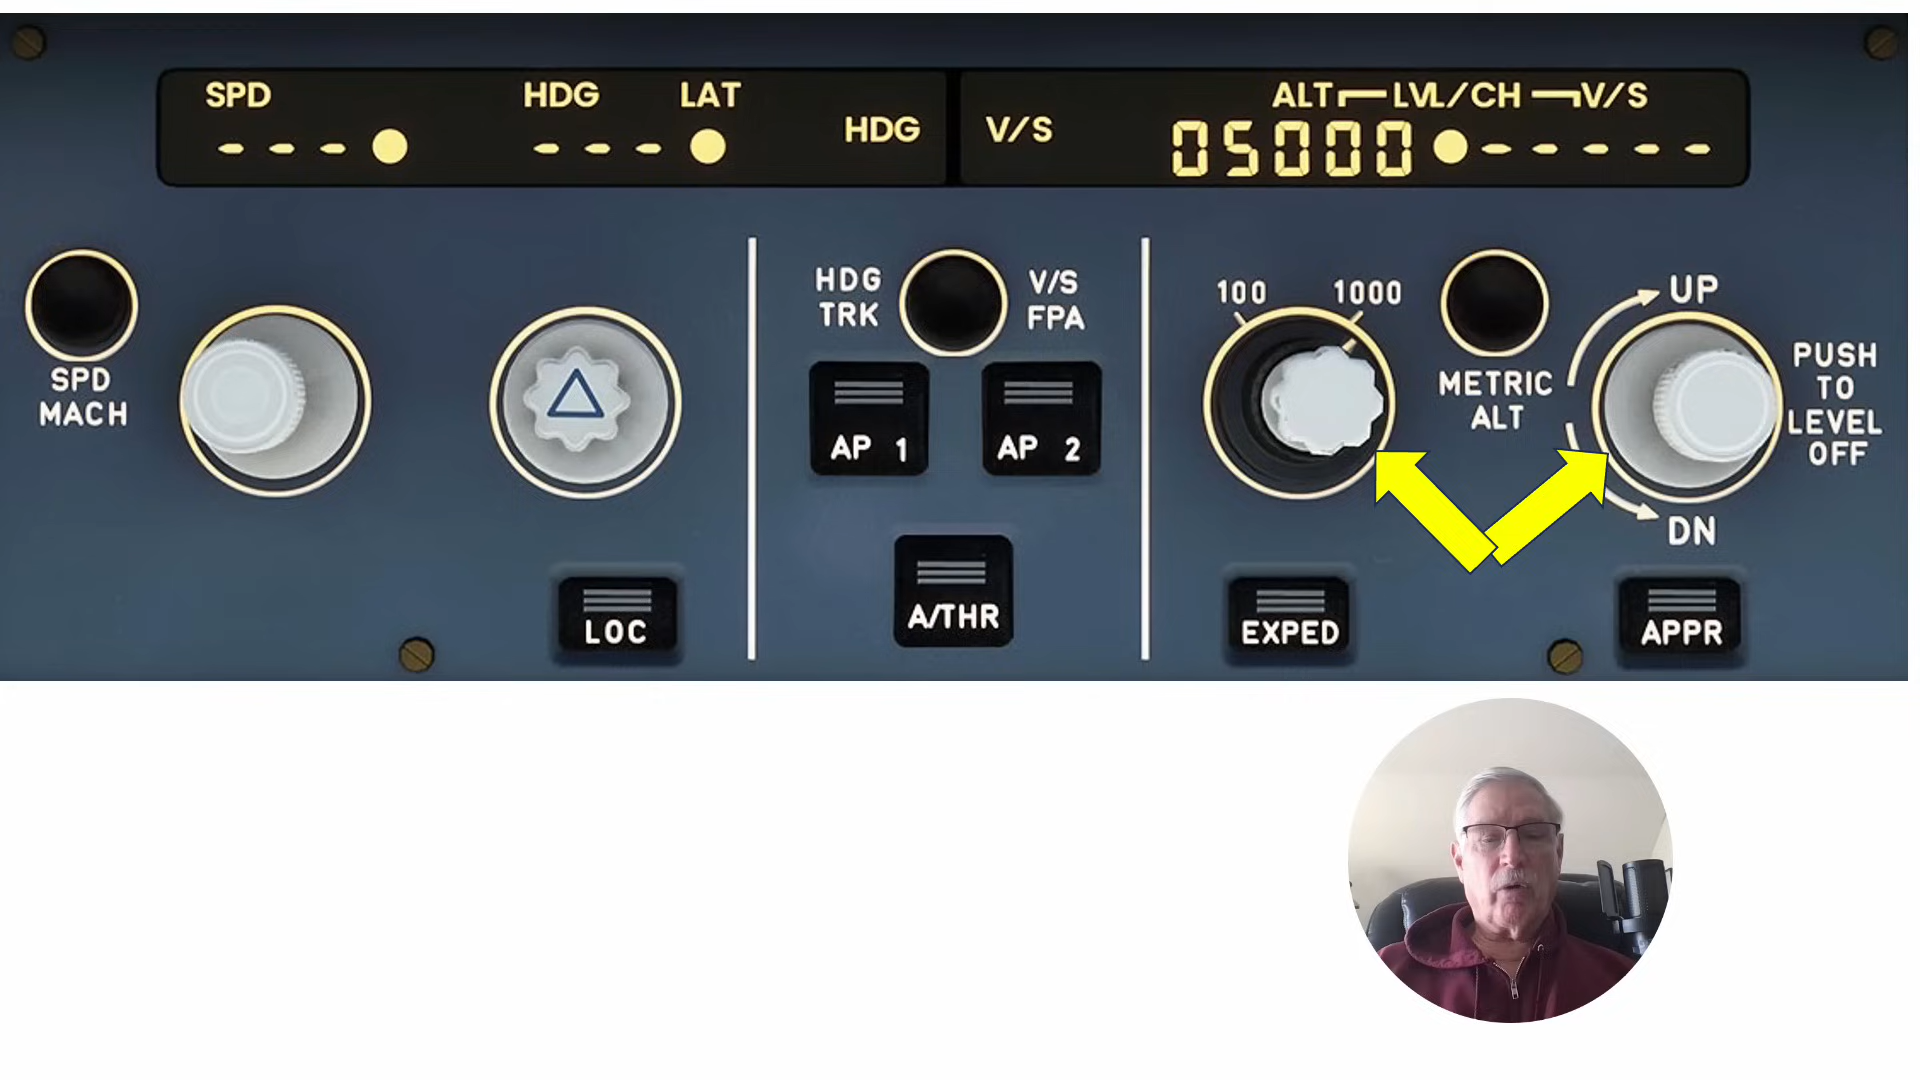 SPD HDG LAT
- - - ● - - - ● HDG
V/S
ALT LVL/CH V/S
05000 ● - - - - -
SPD
MACH
LOC
HDG
TRK
V/S
FPA
AP 1
AP 2
A/THR
100
1000
METRIC
ALT
UP
PUSH
TO
LEVEL
OFF
DN
EXPED
APPR